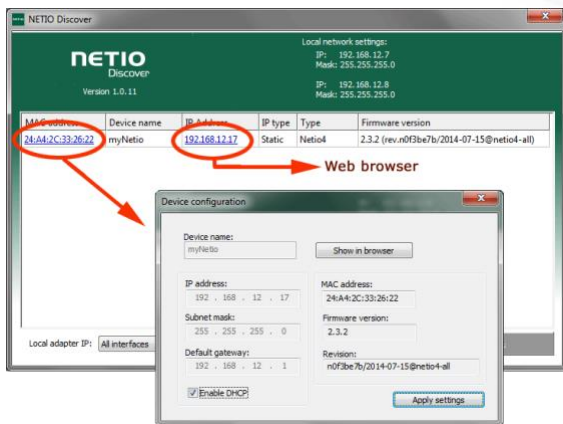 NETIO Discover
Local network settings:
NETIO
Discover
IP: 192.168.12.7
Mask: 255.255.255.0
Version 1.0.11
IP: 192.168.12.8
Mask: 255.255.255.0
MAC address Device name IP Address IP type Type Firmware version
24:A4:2C:33:26:22 myNetio 192.168.12.17 Static Netio4 2.3.2 (rev.n0f3be7b/2014-07-15@netio4-all)
Web browser
Device configuration
Device name:
myNetio Show in browser
IP address: MAC address:
192 . 168 . 12 . 17 24:A4:2C:33:26:22
Subnet mask: Firmware version:
255 . 255 . 255 . 0 2.3.2
Default gateway: Revision:
192 . 168 . 12 . 1 n0f3be7b/2014-07-15@netio4-all
Local adapter IP: All interfaces
Enable DHCP
Apply settings